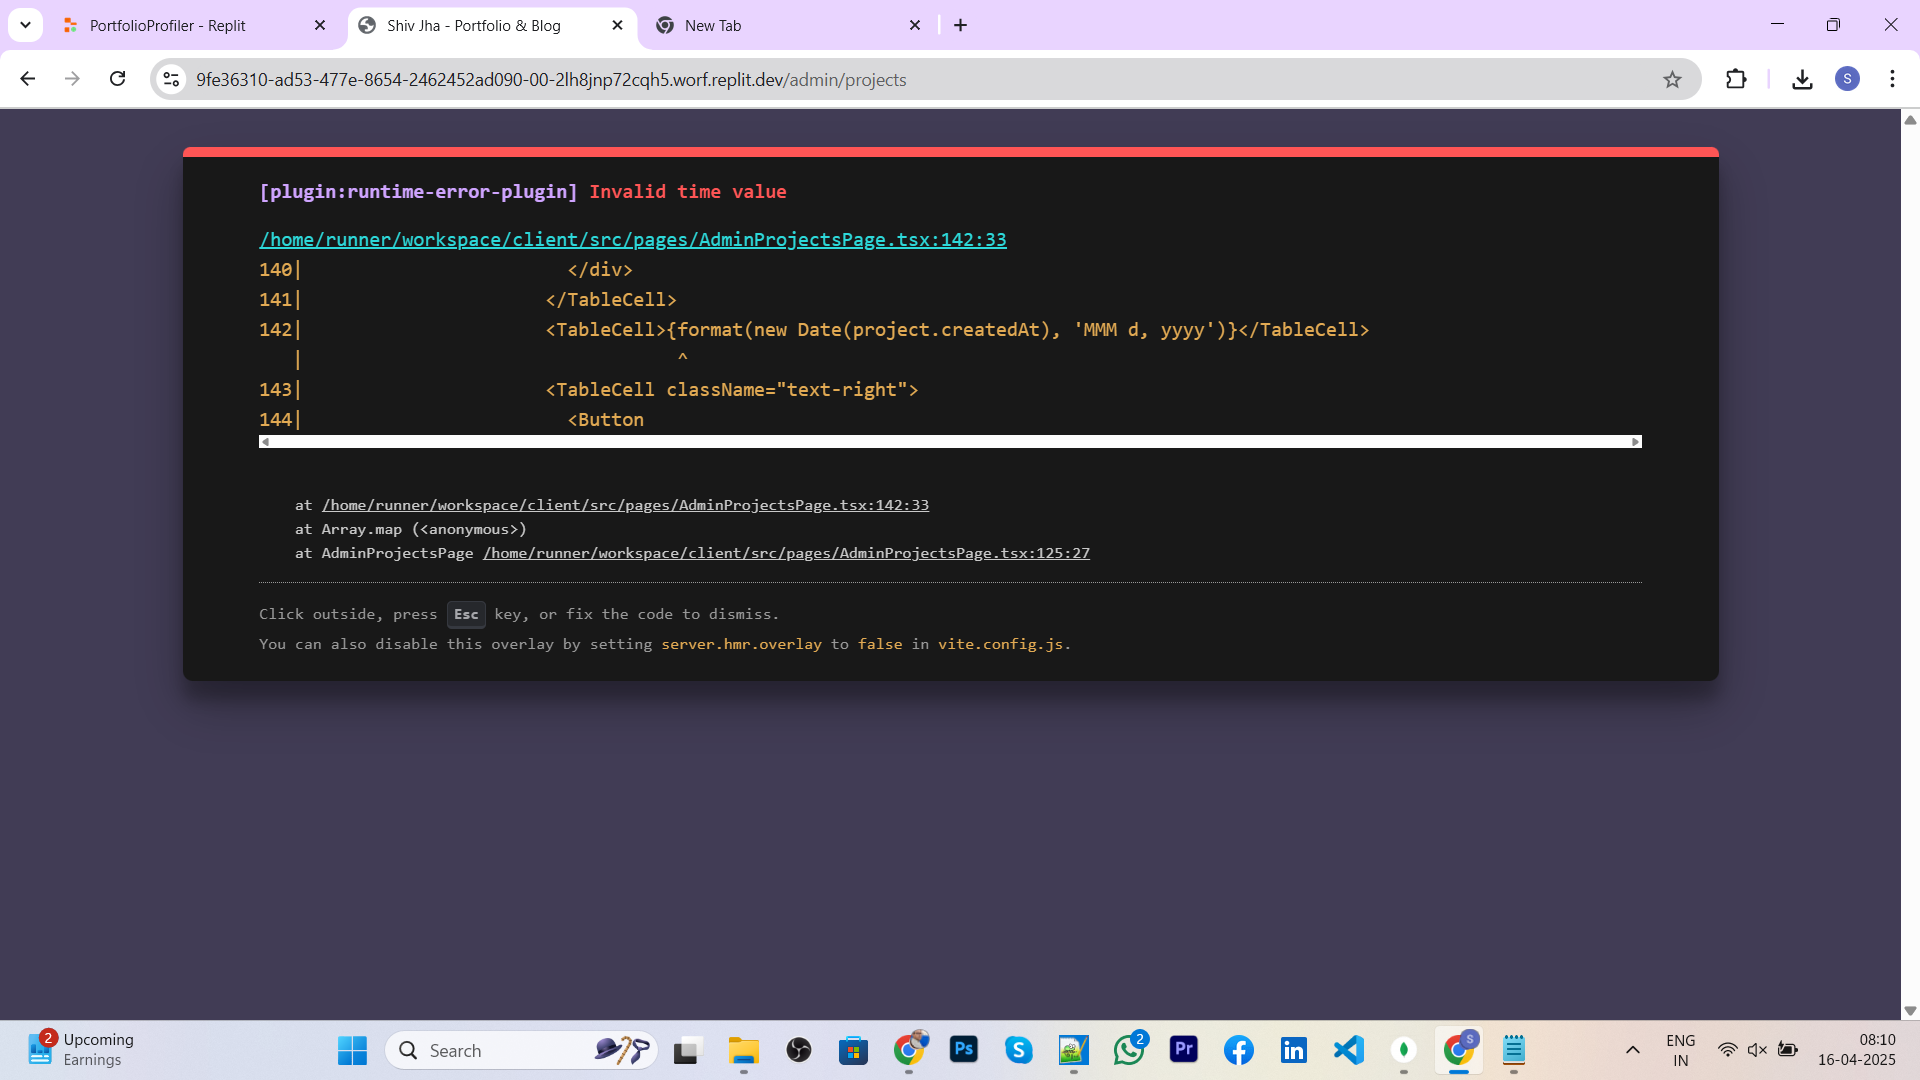 PortfolioProfiler - Replit
Shiv Jha - Portfolio & Blog
New Tab
9fe36310-ad53-477e-8654-2462452ad090-00-2lh8jnp72cqh5.worf.replit.dev/admin/projects
S
[plugin:runtime-error-plugin] Invalid time value
/home/runner/workspace/client/src/pages/AdminProjectsPage.tsx:142:33
140| </div>
141| </TableCell>
142| <TableCell>{format(new Date(project.createdAt), 'MMM d, yyyy')}</TableCell>
| ^
143| <TableCell className="text-right">
144| <Button
at /home/runner/workspace/client/src/pages/AdminProjectsPage.tsx:142:33
at Array.map (<anonymous>)
at AdminProjectsPage /home/runner/workspace/client/src/pages/AdminProjectsPage.tsx:125:27
Click outside, press Esc key, or fix the code to dismiss.
You can also disable this overlay by setting server.hmr.overlay to false in vite.config.js.
2
Upcoming
Earnings
Search
Ps
S
2
Pr
in
S
ENG
IN
08:10
16-04-2025